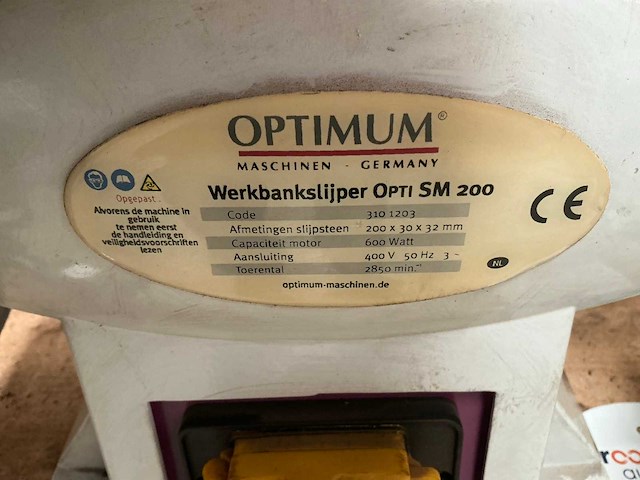 OPTIMUM®
MASCHINEN - GERMANY
Werkbankslijper OPTI SM 200
Opgepast:
Alvorens de machine in
gebruik
te nemen eerst
de handleiding en
veiligheidsvoorschriften
lezen
Code 310 1203
Afmetingen slijpsteen 200 x 30 x 32 mm
Capaciteit motor 600 Watt
Aansluiting 400 V 50 Hz 3 ~
Toerental 2850 min.⁻¹
optimum-maschinen.de
CE
NL